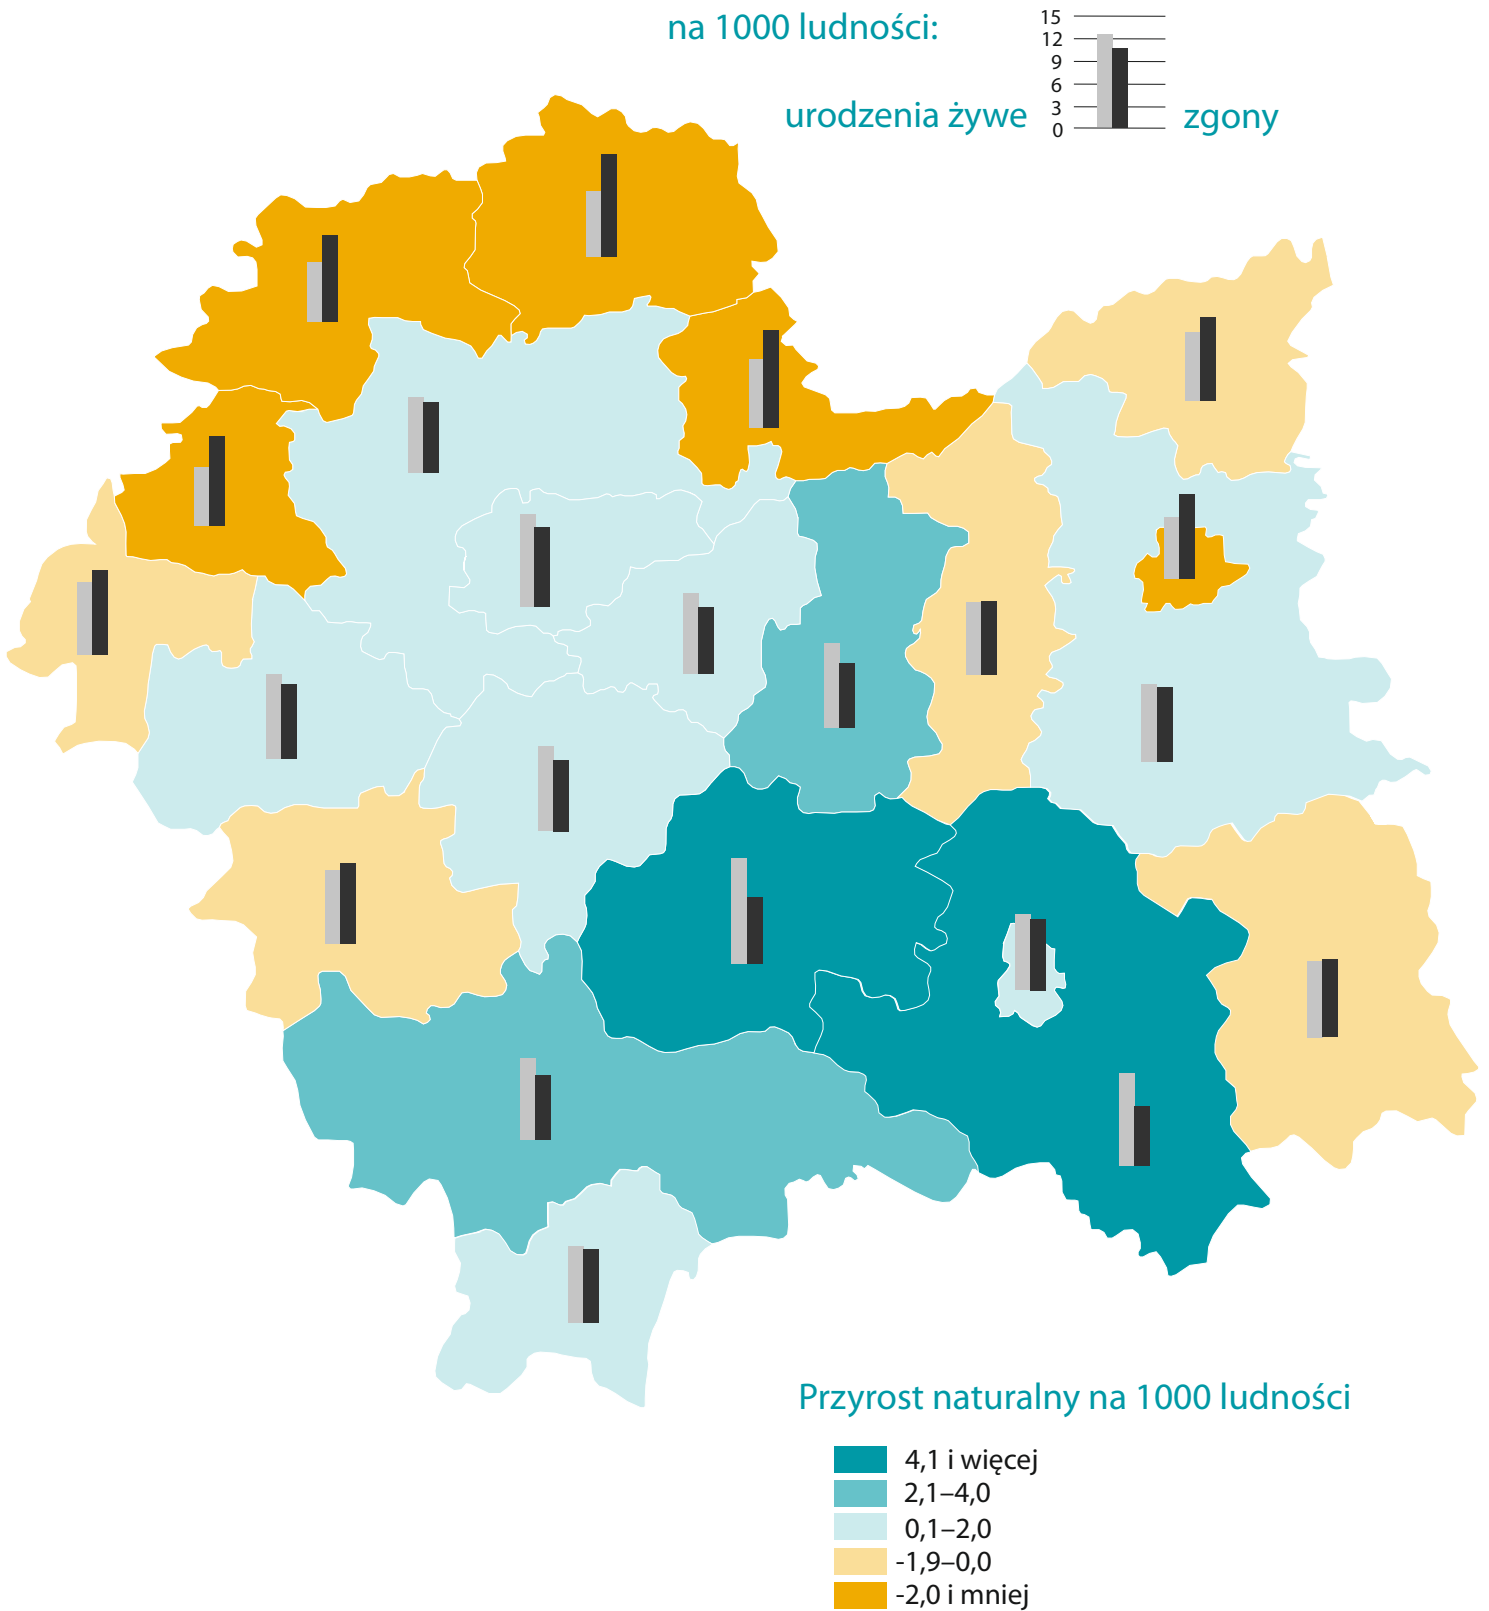 na 1000 ludności:
15
12
9
6
3
0
urodzenia żywe
zgony
Przyrost naturalny na 1000 ludności
4,1 i więcej
2,1–4,0
0,1–2,0
-1,9–0,0
-2,0 i mniej